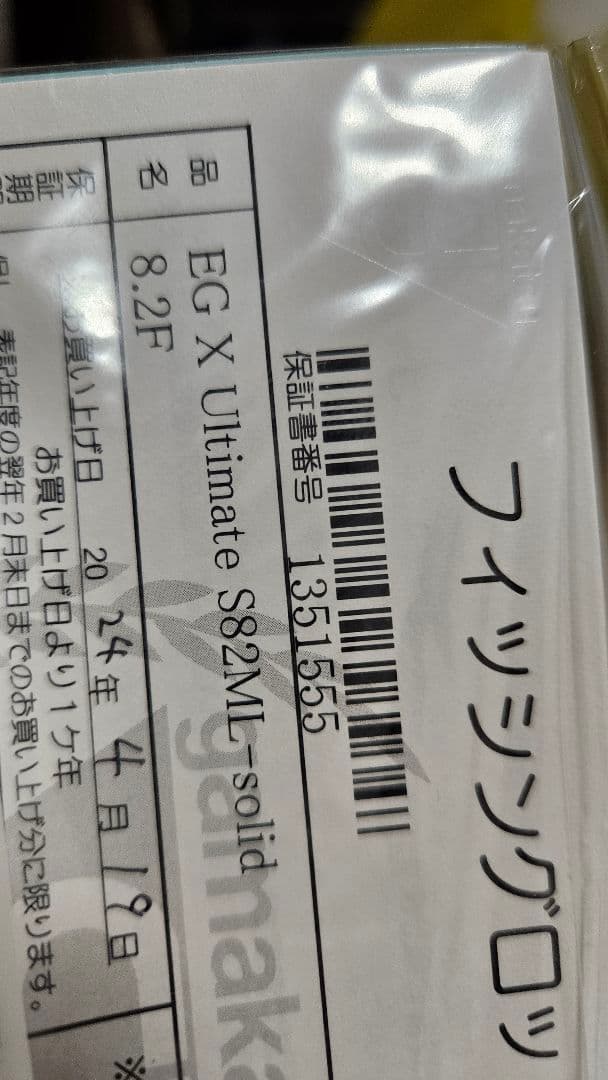 フィッシングロッ
保証書番号 1351555
品名
EG X Ultimate S82ML-solid
8.2F
gamaka
保証期
お買い上げ日 2024年4月19日
お買い上げ日より1ケ年
表記年度の翌年2月末日までのお買い上げ分に限ります。
※